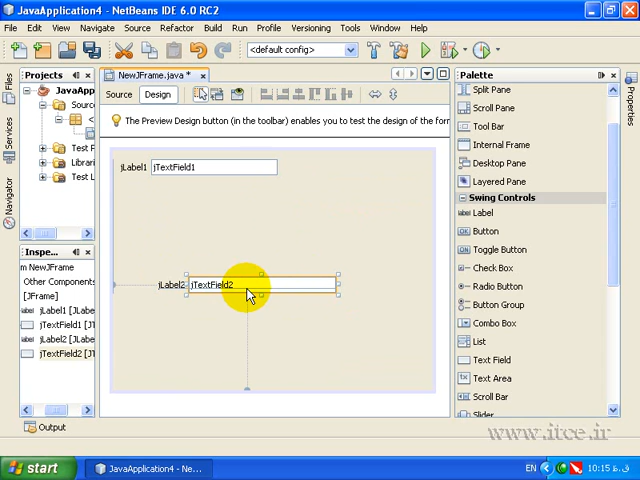 JavaApplication4 - NetBeans IDE 6.0 RC2
File Edit View Navigate Source Refactor Build Run Profile Versioning Tools Window Help
<default config>
Projects
NewJFrame.java *
Palette
Files
Services
Navigator
Properties
JavaApp
Sourc
<
Test F
Librari
Test L
Source Design
The Preview Design button (in the toolbar) enables you to test the design of the form
jLabel1 jTextField1
jLabel2 jTextField2
Inspe...
m NewJFrame
Other Components
[JFrame]
jLabel1 [JLabe
jTextField1 [JT
jLabel2 [JLabe
jTextField2 [JT
Split Pane
Scroll Pane
Tool Bar
Internal Frame
Desktop Pane
Layered Pane
Swing Controls
Label
Button
Toggle Button
Check Box
Radio Button
Button Group
Combo Box
List
Text Field
Text Area
Scroll Bar
Slider
Output
www.itce.ir
start
JavaApplication4 - Ne...
EN
10:15 ق.ظ